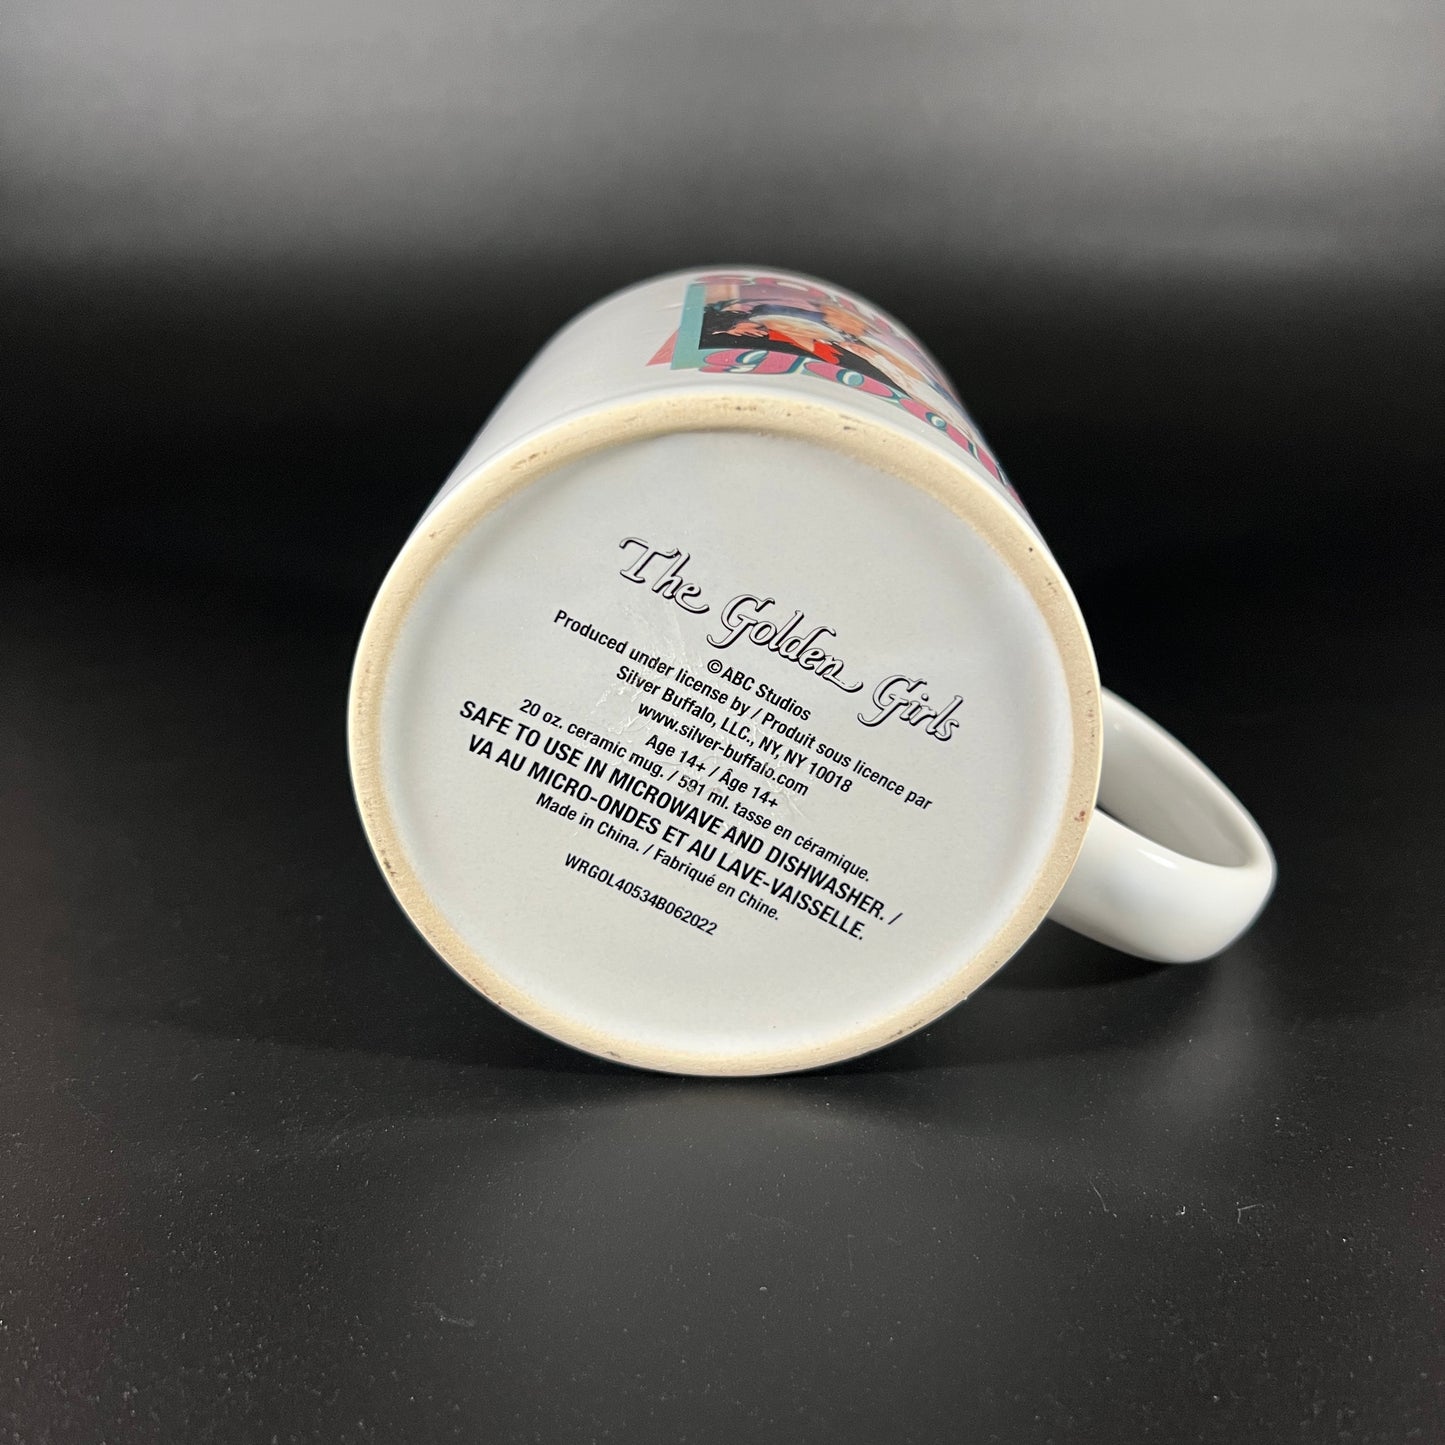 The Golden Girls
©ABC Studios
Produced under license by / Produit sous licence par
Silver Buffalo, LLC., NY, NY 10018
www.silver-buffalo.com
Age 14+ / Âge 14+
20 oz. ceramic mug. / 591 ml. tasse en céramique.
SAFE TO USE IN MICROWAVE AND DISHWASHER. /
VA AU MICRO-ONDES ET AU LAVE-VAISSELLE.
Made in China. / Fabriqué en Chine.
WRGOL40534B062022